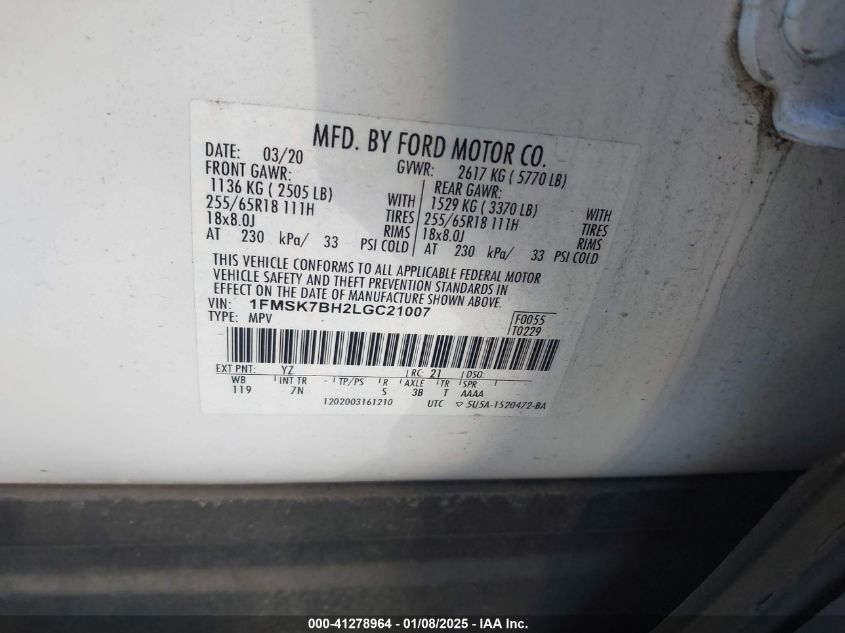 MFD. BY FORD MOTOR CO.
DATE: 03/20 GVWR: 2617 KG ( 5770 LB)
FRONT GAWR: REAR GAWR:
1136 KG ( 2505 LB) WITH 1529 KG ( 3370 LB) WITH
255/65R18 111H TIRES 255/65R18 111H TIRES
18x8.0J RIMS 18x8.0J RIMS
AT 230 kPa/ 33 PSI COLD AT 230 kPa/ 33 PSI COLD
THIS VEHICLE CONFORMS TO ALL APPLICABLE FEDERAL MOTOR
VEHICLE SAFETY AND THEFT PREVENTION STANDARDS IN
EFFECT ON THE DATE OF MANUFACTURE SHOWN ABOVE.
VIN: 1FMSK7BH2LGC21007 F0055
TYPE: MPV T0229
EXT PNT: YZ RC: 21 DSO:
WB INT TR TP/PS R AXLE TR SPR
119 7N S 3B T AAAA
1202003161210 UTC ▽ 5U5A-1520472-BA
000-41278964 - 01/08/2025 - IAA Inc.